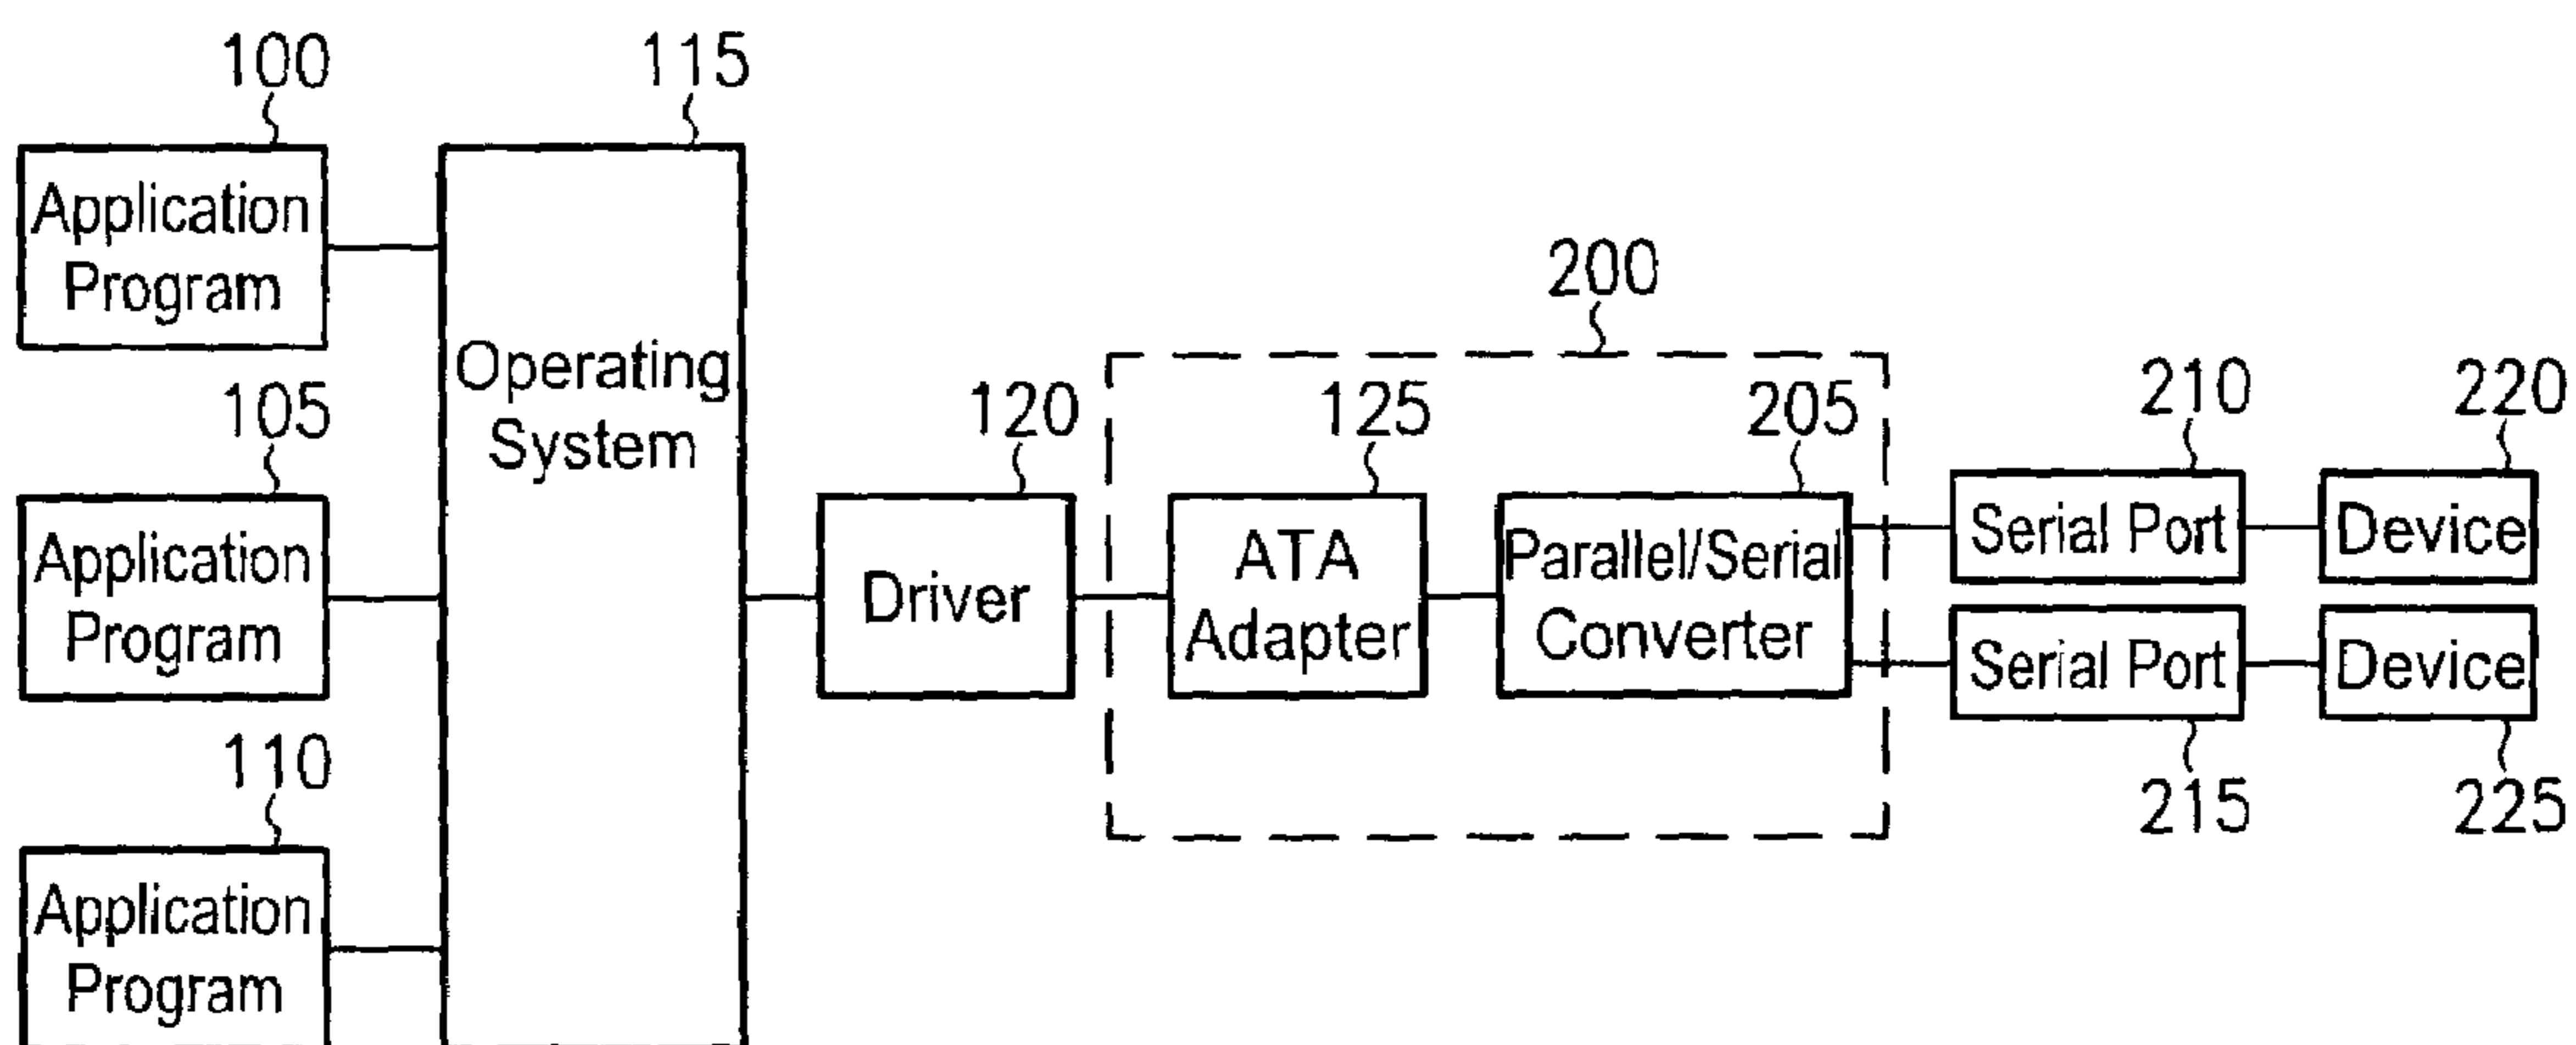 100
115
Application
Program
Operating
System
105
Application
Program
110
Application
Program
120
Driver
200
125
ATA
Adapter
205
Parallel/Serial
Converter
210
Serial Port
220
Device
Serial Port
215
Device
225